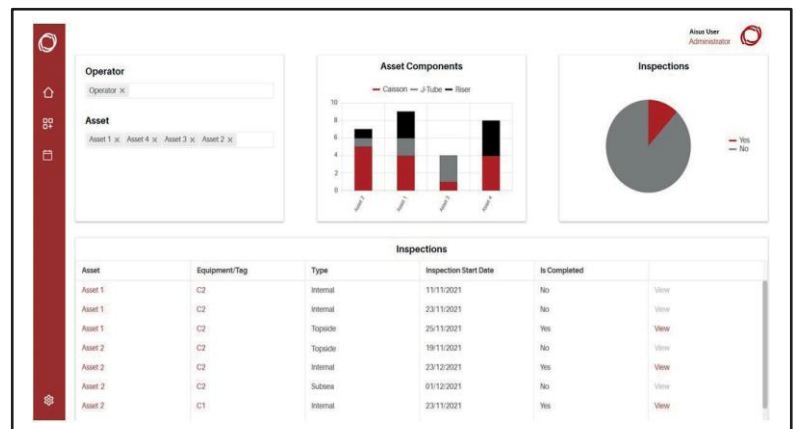 Aisus User
Administrator
Operator
Operator ×
Asset
Asset 1 × Asset 4 × Asset 3 × Asset 2 ×
Asset Components
Caisson J-Tube Riser
10
8
6
4
2
0
Asset 2 Asset 1 Asset 3 Asset 4
Inspections
Yes
No
Inspections
Asset Equipment/Tag Type Inspection Start Date Is Completed
Asset 1 C2 Internal 11/11/2021 No View
Asset 1 C2 Internal 23/11/2021 No View
Asset 1 C2 Topside 25/11/2021 Yes View
Asset 2 C2 Topside 19/11/2021 No View
Asset 2 C2 Internal 23/12/2021 Yes View
Asset 2 C2 Subsea 01/12/2021 No View
Asset 2 C1 Internal 23/11/2021 Yes View